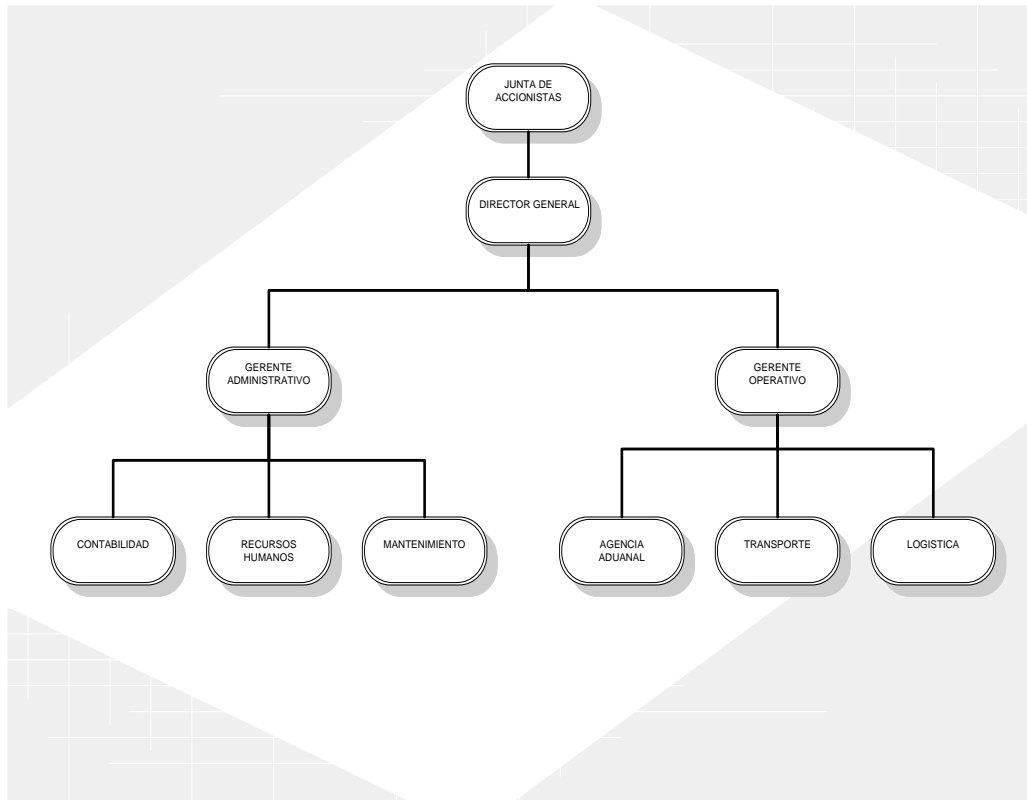 JUNTA DE
ACCIONISTAS
DIRECTOR GENERAL
GERENTE
ADMINISTRATIVO
GERENTE
OPERATIVO
CONTABILIDAD
RECURSOS
HUMANOS
MANTENIMIENTO
AGENCIA
ADUANAL
TRANSPORTE
LOGISTICA